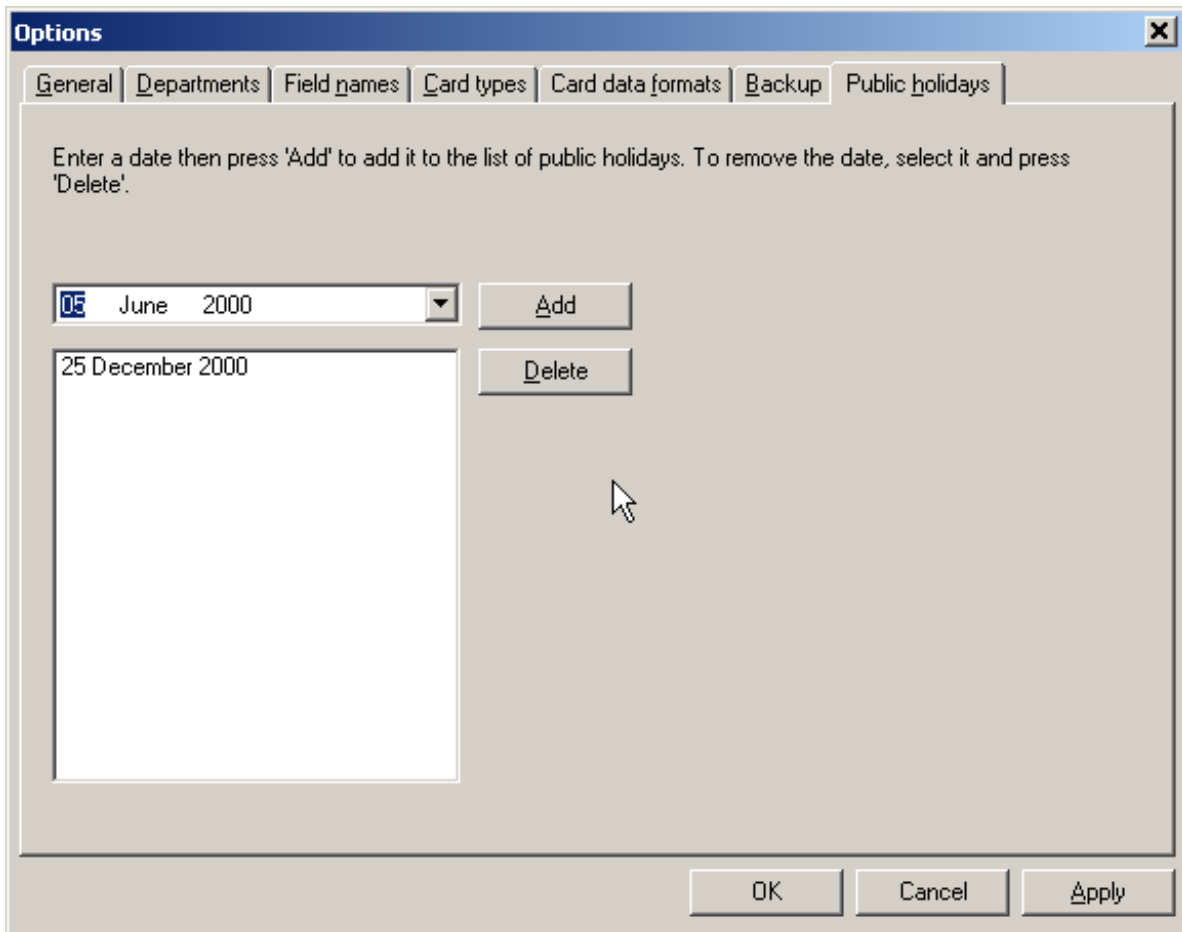 Options
General Departments Field names Card types Card data formats Backup Public holidays
Enter a date then press 'Add' to add it to the list of public holidays. To remove the date, select it and press
'Delete'.
05 June 2000
Add
25 December 2000
Delete
OK Cancel Apply